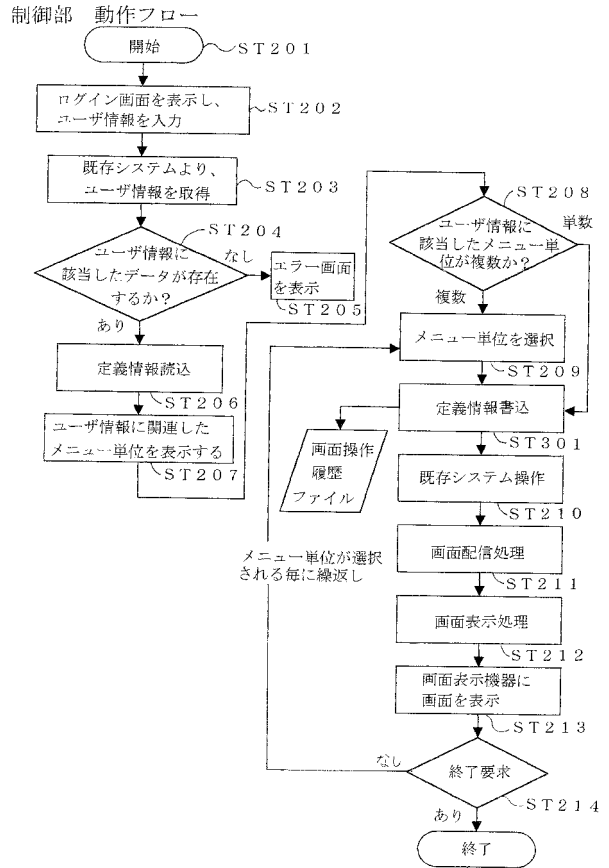 制御部　動作フロー
開始
ＳＴ２０１
ログイン画面を表示し、
ユーザ情報を入力
ＳＴ２０２
既存システムより、
ユーザ情報を取得
ＳＴ２０３
ＳＴ２０４
ユーザ情報に
該当したデータが存在
するか？
なし
エラー画面
を表示
ＳＴ２０５
あり
定義情報読込
ＳＴ２０６
ユーザ情報に関連した
メニュー単位を表示する
ＳＴ２０７
ＳＴ２０８
ユーザ情報に
該当したメニュー単
位が複数か？
単数
複数
メニュー単位を選択
ＳＴ２０９
定義情報書込
ＳＴ３０１
画面操作
履歴
ファイル
既存システム操作
ＳＴ２１０
画面配信処理
ＳＴ２１１
メニュー単位が選択
される毎に繰返し
画面表示処理
ＳＴ２１２
画面表示機器に
画面を表示
ＳＴ２１３
なし
終了要求
ＳＴ２１４
あり
終了